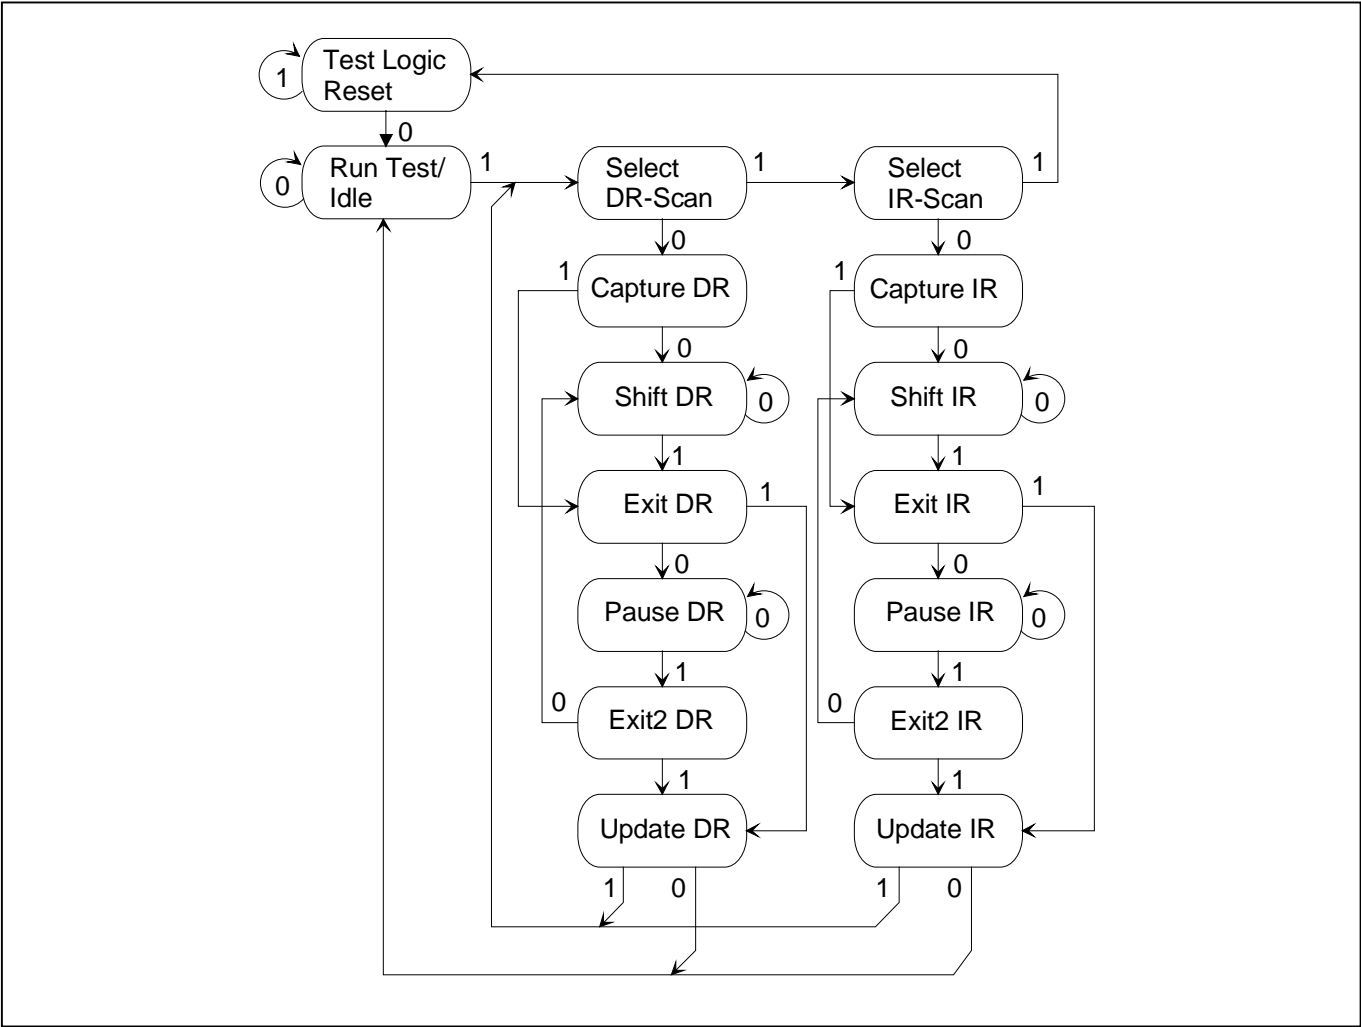 Test Logic
Reset
1
0
Run Test/
Idle
0
1
Select
DR-Scan
1
Select
IR-Scan
1
0
0
1
Capture DR
1
Capture IR
0
0
Shift DR
0
Shift IR
0
1
1
Exit DR
1
Exit IR
1
0
0
Pause DR
0
Pause IR
0
1
1
0
Exit2 DR
0
Exit2 IR
1
1
Update DR
Update IR
1
0
1
0